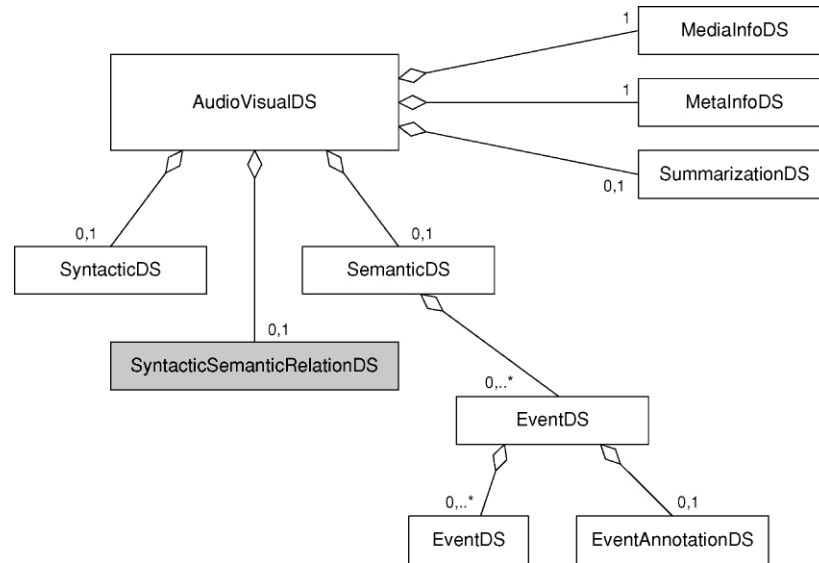 1
MediaInfoDS
AudioVisualDS
1
MetaInfoDS
0,1
SummarizationDS
0,1
SyntacticDS
0,1
SemanticDS
0,1
SyntacticSemanticRelationDS
0,..*
EventDS
0,..*
EventDS
0,1
EventAnnotationDS